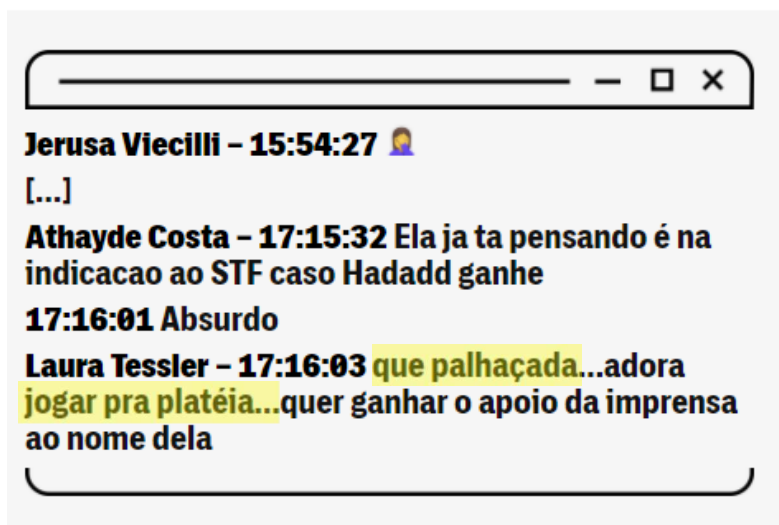 Jerusa Viecilli – 15:54:27 🤦‍♀️
[...]
Athayde Costa – 17:15:32 Ela ja ta pensando é na
indicacao ao STF caso Hadadd ganhe
17:16:01 Absurdo
Laura Tessler – 17:16:03 que palhaçada...adora
jogar pra platéia...quer ganhar o apoio da imprensa
ao nome dela